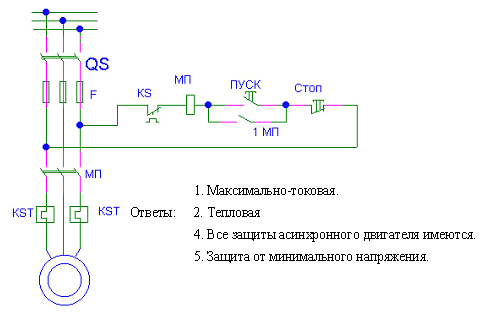 QS
F
KS
МП
ПУСК
Стоп
1 МП
МП
KST
KST
Ответы:
1. Максимально-токовая.
2. Тепловая
4. Все защиты асинхронного двигателя имеются.
5. Защита от минимального напряжения.